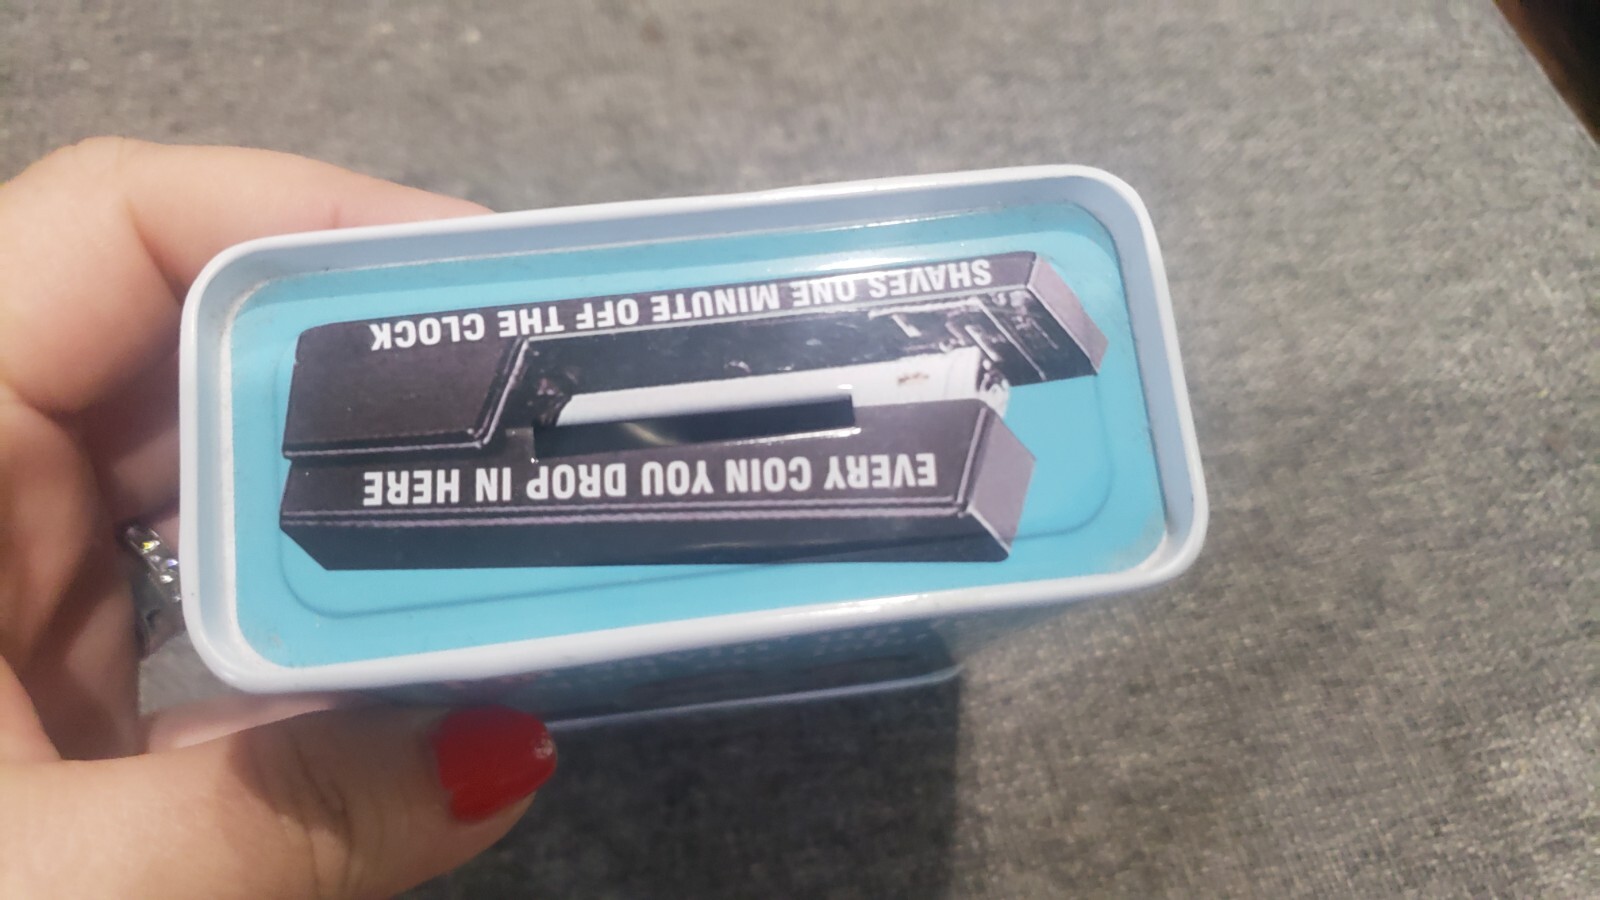 EVERY COIN YOU DROP IN HERE
SHAVES ONE MINUTE OFF THE CLOCK